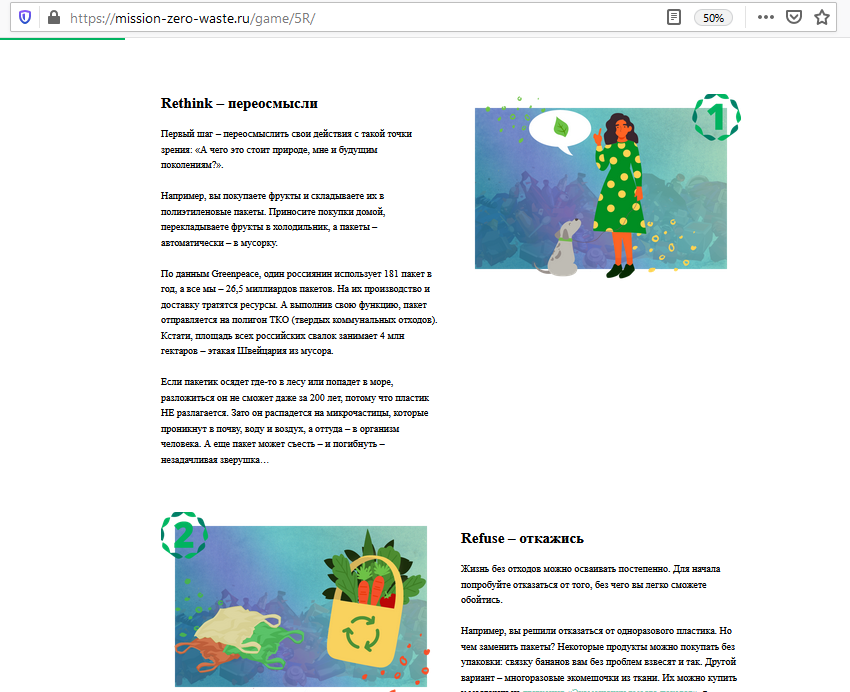 https://mission-zero-waste.ru/game/5R/
50%
Rethink – переосмысли
1
Первый шаг – переосмыслить свои действия с такой точки
зрения: «А чего это стоит природе, мне и будущим
поколениям?».
Например, вы покупаете фрукты и складываете их в
полиэтиленовые пакеты. Приносите покупки домой,
перекладываете фрукты в холодильник, а пакеты –
автоматически – в мусорку.
По данным Greenpeace, один россиянин использует 181 пакет в
год, а все мы – 26,5 миллиардов пакетов. На их производство и
доставку тратятся ресурсы. А выполнив свою функцию, пакет
отправляется на полигон ТКО (твердых коммунальных отходов).
Кстати, площадь всех российских свалок занимает 4 млн
гектаров – этакая Швейцария из мусора.
Если пакетик осядет где-то в лесу или попадет в море,
разложиться он не сможет даже за 200 лет, потому что пластик
НЕ разлагается. Зато он распадется на микрочастицы, которые
проникнут в почву, воду и воздух, а оттуда – в организм
человека. А еще пакет может съесть – и погибнуть –
незадачливая зверушка…
2
Refuse – откажись
Жизнь без отходов можно осваивать постепенно. Для начала
попробуйте отказаться от того, без чего вы легко сможете
обойтись.
Например, вы решили отказаться от одноразового пластика. Но
чем заменить пакеты? Некоторые продукты можно покупать без
упаковки: связку бананов вам без проблем взвесят и так. Другой
вариант – многоразовые экомешочки из ткани. Их можно купить